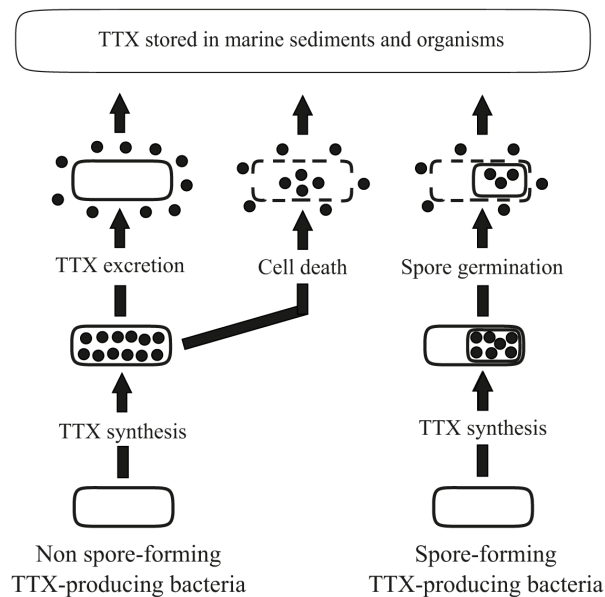 TTX stored in marine sediments and organisms
TTX excretion
Cell death
Spore germination
TTX synthesis
TTX synthesis
Non spore-forming
TTX-producing bacteria
Spore-forming
TTX-producing bacteria